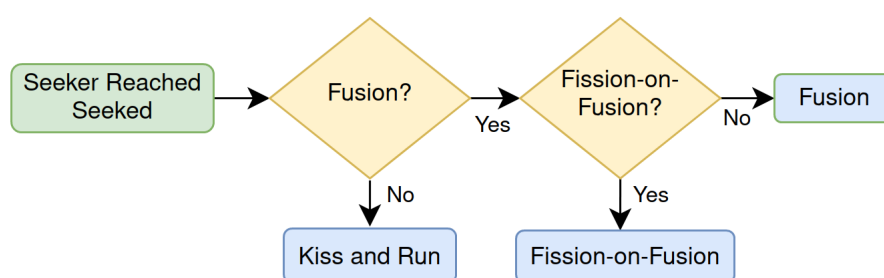 Seeker Reached
Seeked
Fusion?
Yes
Fission-on-
Fusion?
No
Fusion
No
Kiss and Run
Yes
Fission-on-Fusion